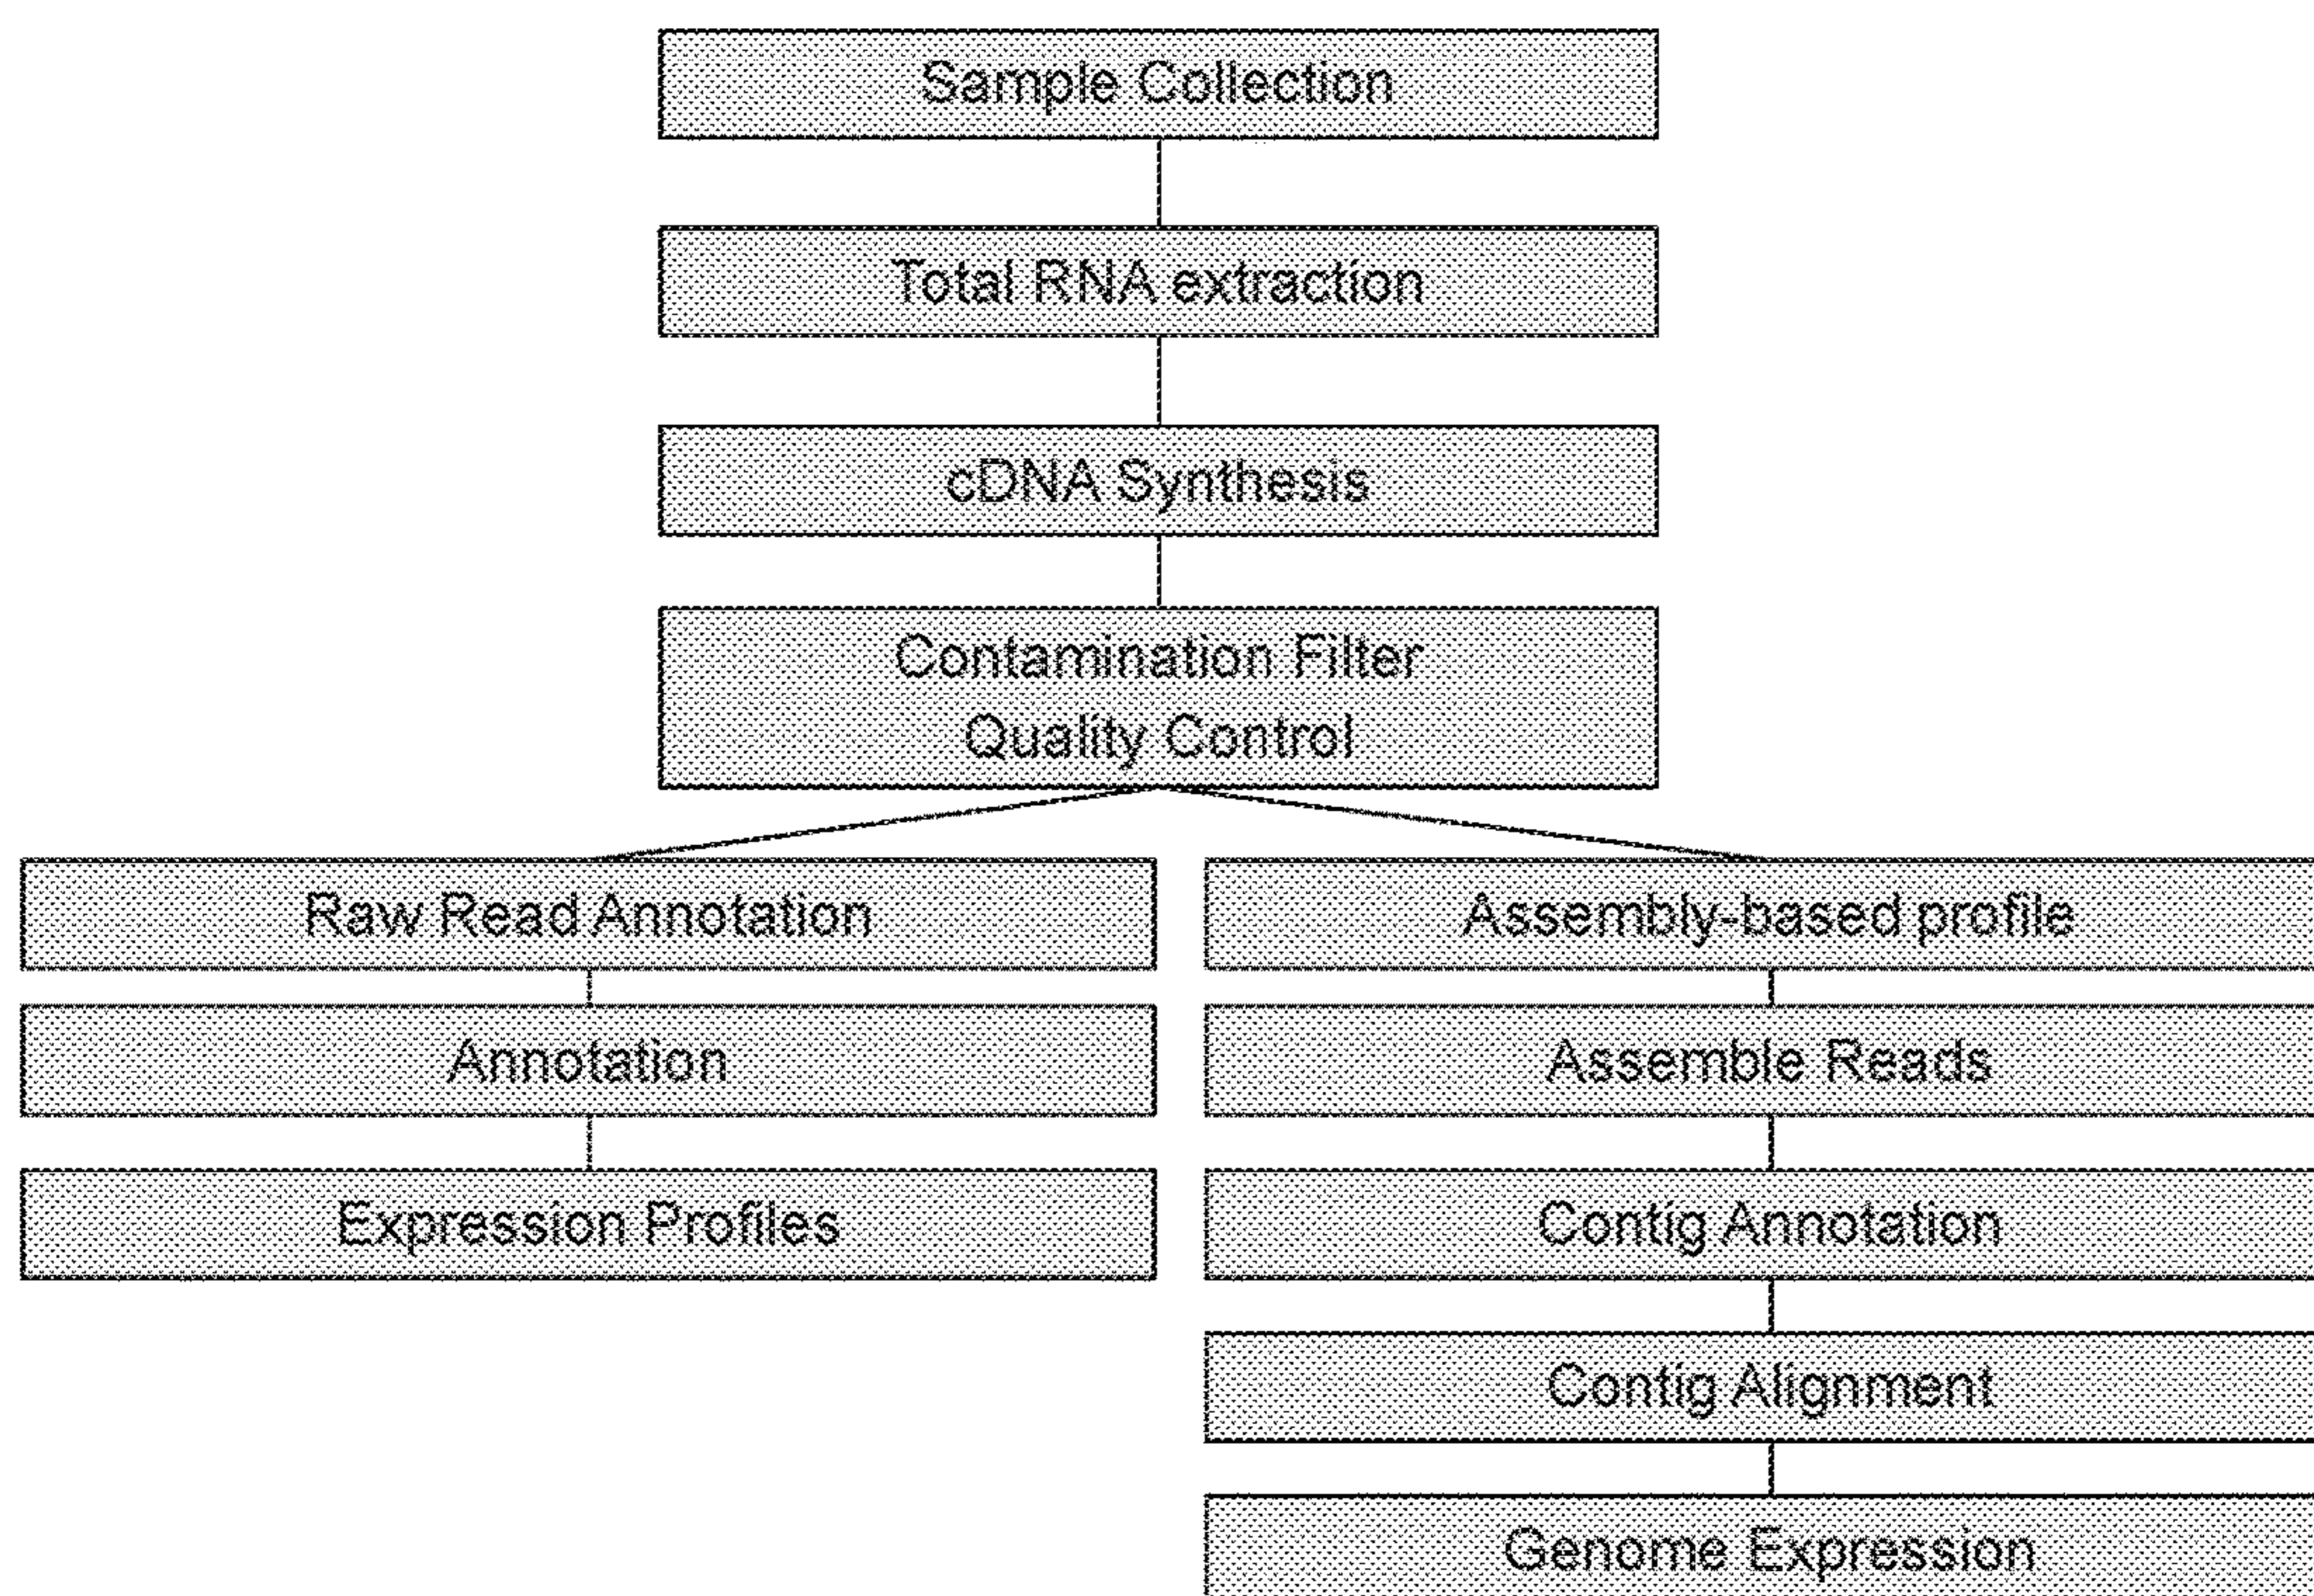 Sample Collection
Total RNA extraction
cDNA Synthesis
Contamination Filter
Quality Control
Raw Read Annotation
Assembly-based profile
Annotation
Assemble Reads
Expression Profiles
Contig Annotation
Contig Alignment
Genome Expression